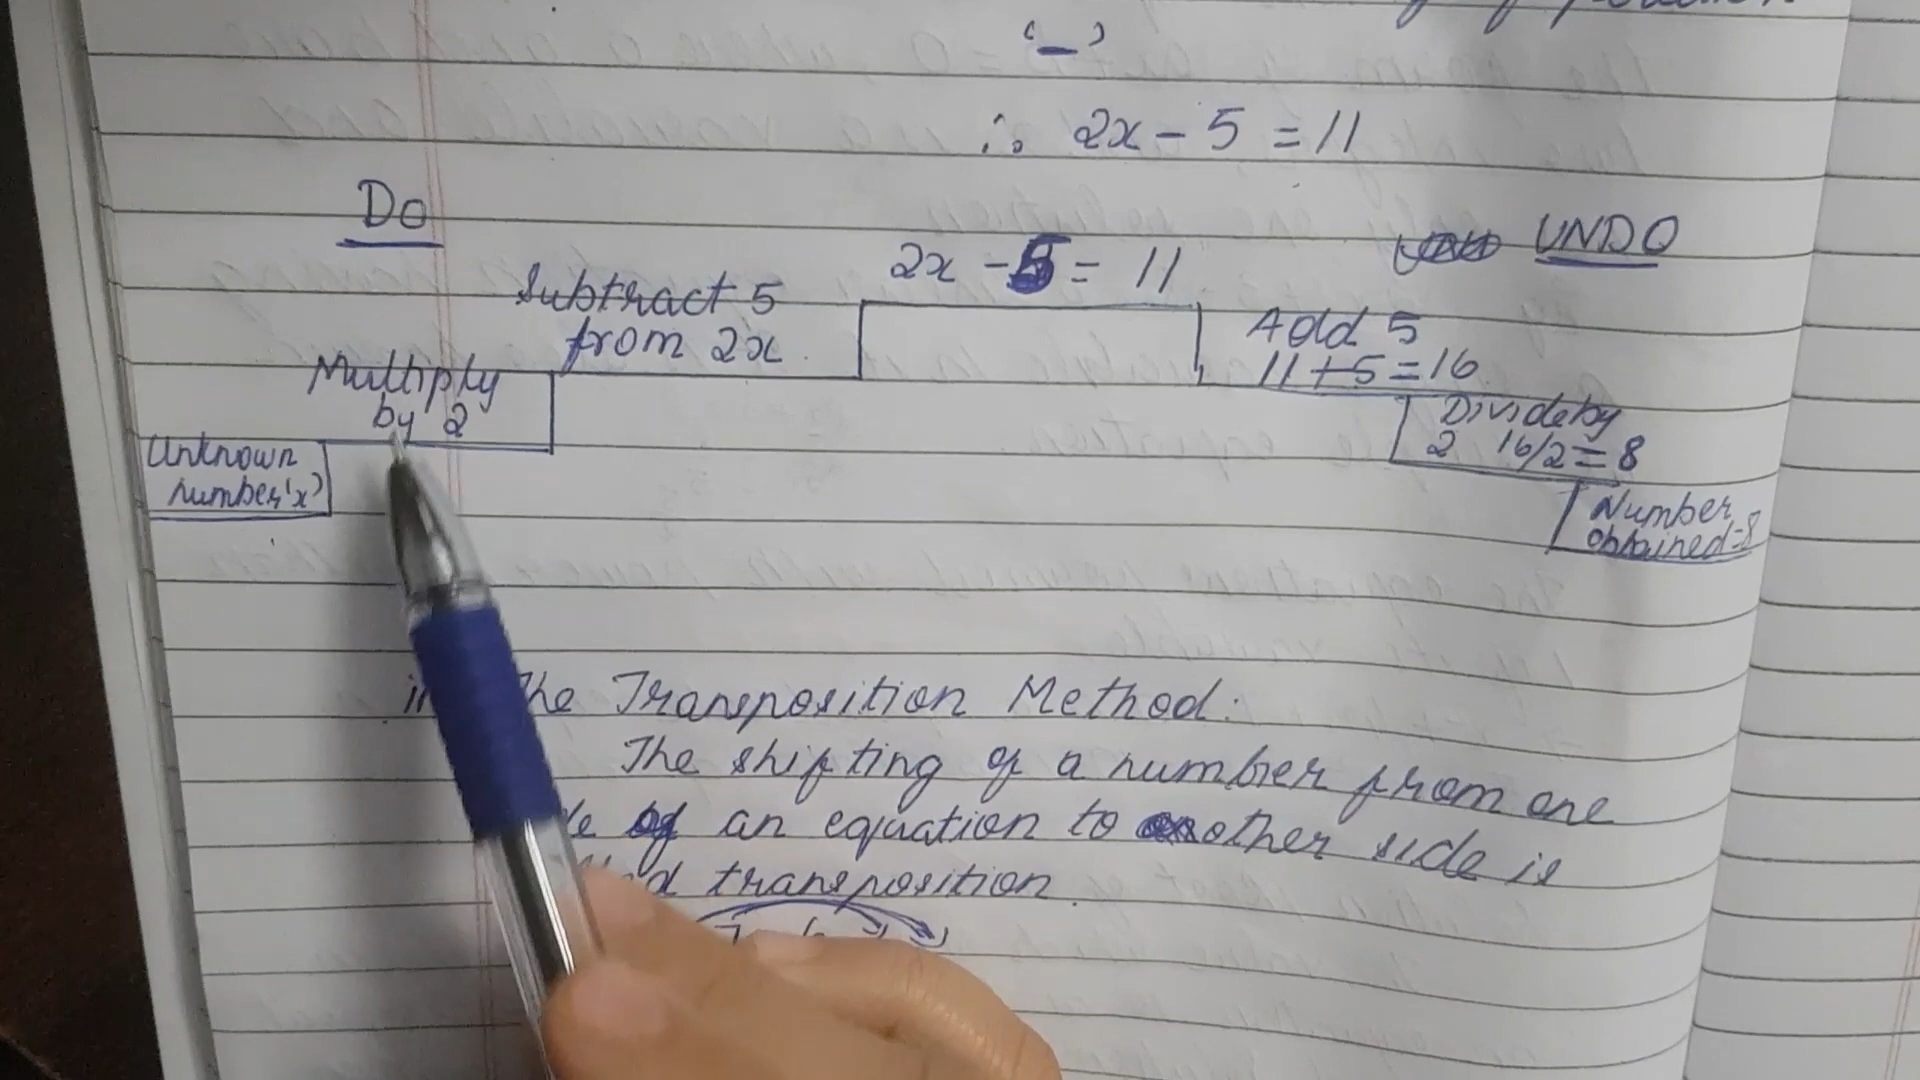 '-'
∴ 2x - 5 = 11
Do
UNDO
2x - 5 = 11
Subtract 5
from 2x
Add 5
11 + 5 = 16
Multiply
by 2
Divide by
2 16/2 = 8
Unknown
number 'x'
Number
obtained = 8
The Transposition Method:
The shifting of a number from one
of an equation to other side is
transposition.